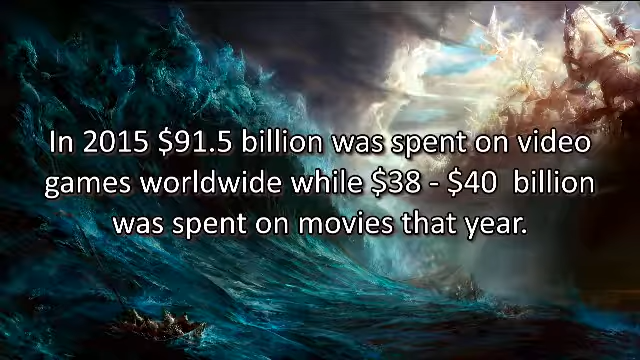 In 2015 $91.5 billion was spent on video
games worldwide while $38 - $40  billion
was spent on movies that year.